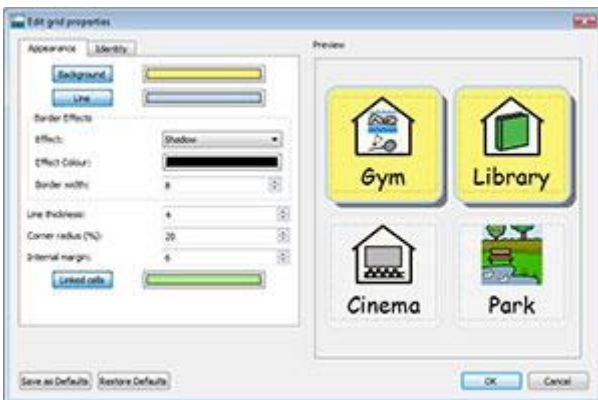 Edit grid properties
Appearance Identity
Background
Line
Border Effects
Effect: Shadow
Effect Colour:
Border width: 8
Line thickness: 4
Corner radius (%): 20
Internal margin: 6
Linked cells
Save as Defaults Restore Defaults
Preview
Gym Library
Cinema Park
OK Cancel